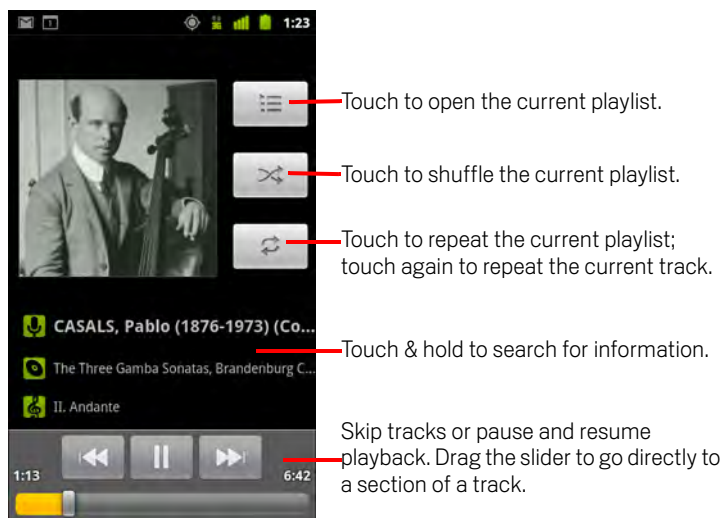 1:23
3G
1
Touch to open the current playlist.
Touch to shuffle the current playlist.
Touch to repeat the current playlist;
touch again to repeat the current track.
CASALS, Pablo (1876-1973) (Co...
The Three Gamba Sonatas, Brandenburg C...
II. Andante
Touch & hold to search for information.
Skip tracks or pause and resume
playback. Drag the slider to go directly to
a section of a track.
1:13
6:42